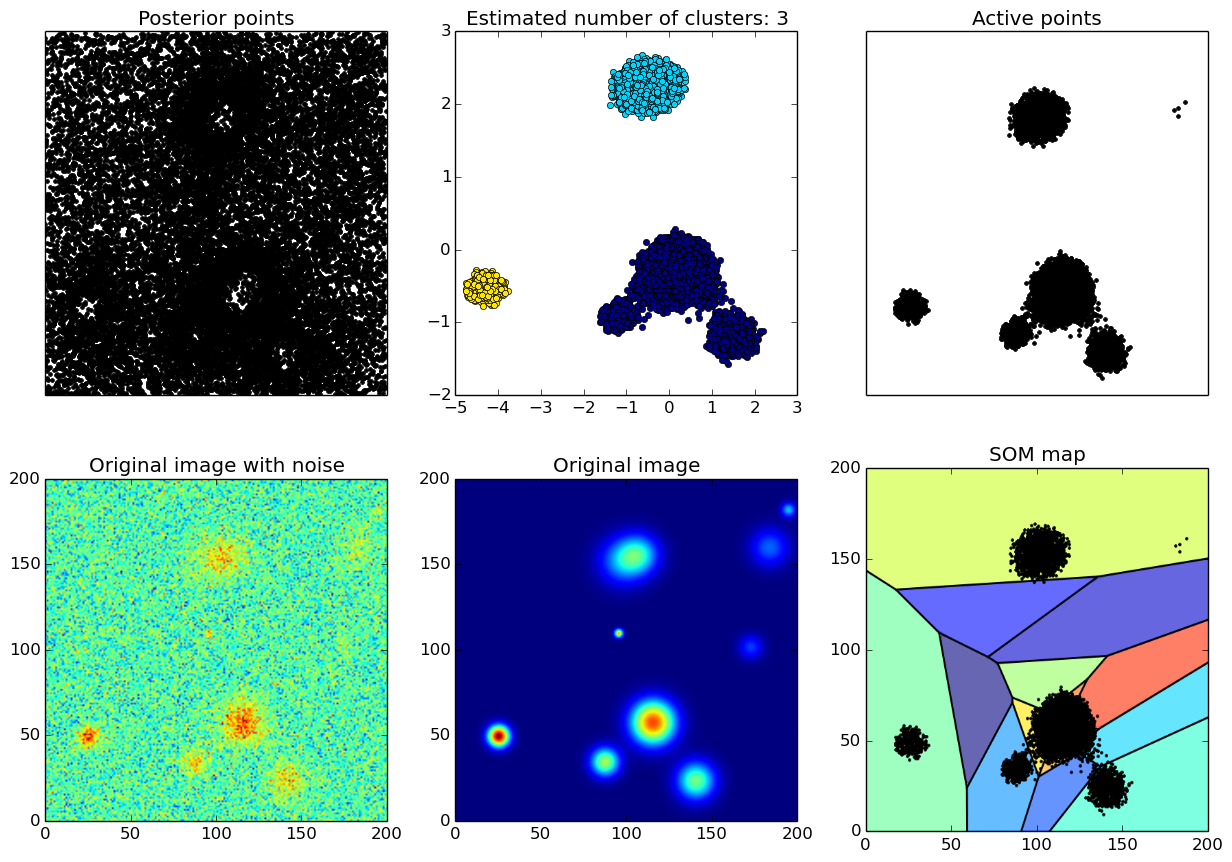 Posterior points
Estimated number of clusters: 3
Active points
3
2
1
0
−1
−2
−5 −4 −3 −2 −1 0 1 2 3
Original image with noise
Original image
SOM map
200
150
100
50
0
0 50 100 150 200
200
150
100
50
0
0 50 100 150 200
200
150
100
50
0
0 50 100 150 200